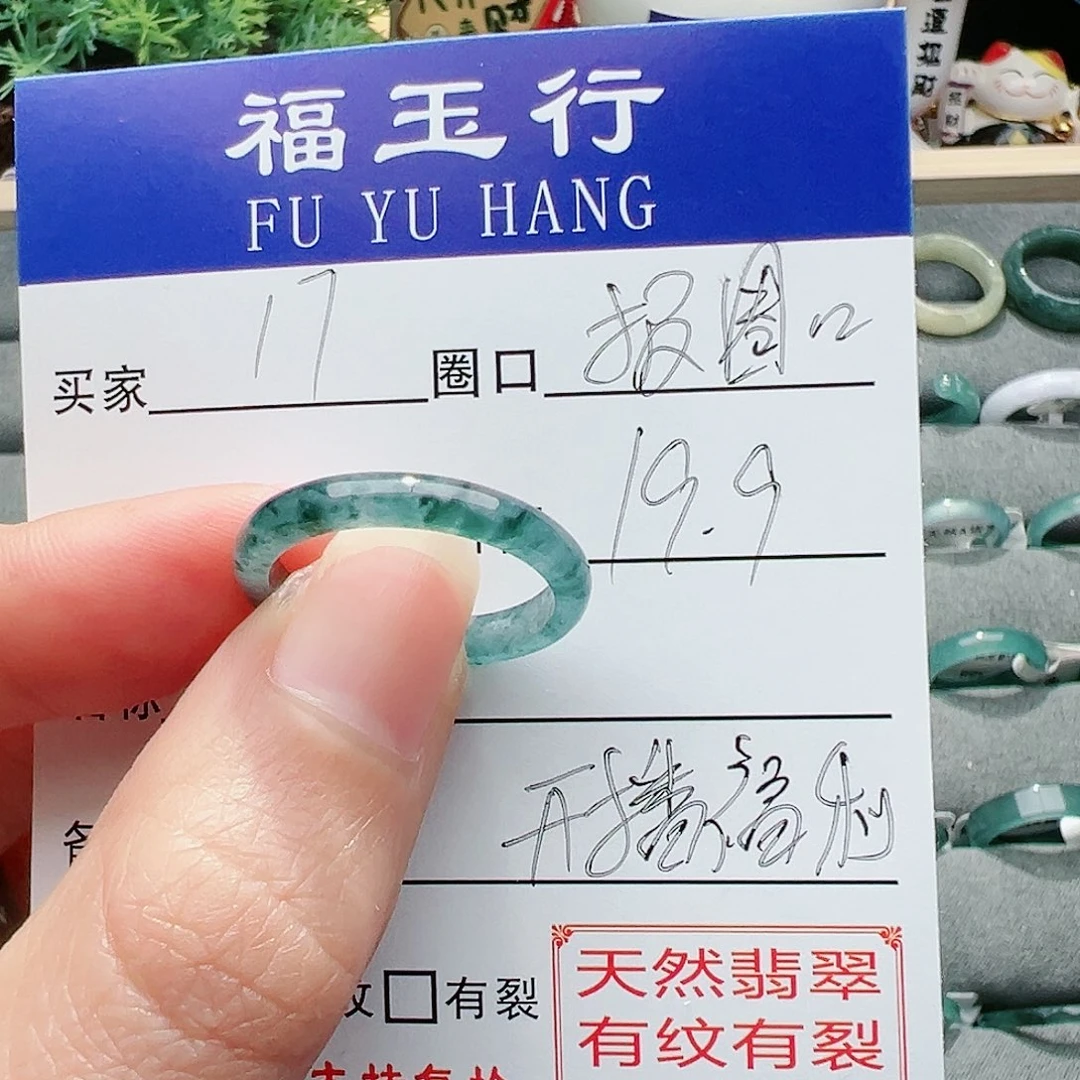 福玉行
FU YU HANG
买家 17 圈口 报圈口
19.9
开播福利
有裂
天然翡翠
有纹有裂